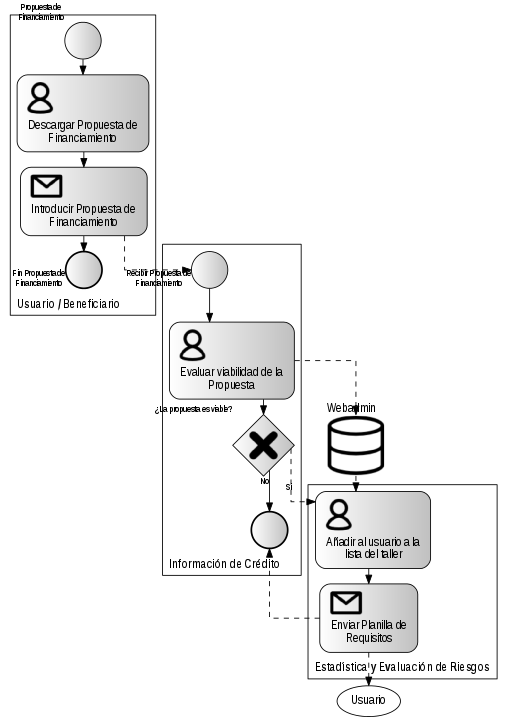 Propuesta de
Financiamiento
Descargar Propuesta de
Financiamiento
Introducir Propuesta de
Financiamiento
Fin Propuesta de
Financiamiento
Usuario / Beneficiario
Recibir Propuesta de
Financiamiento
Evaluar viabilidad de la
Propuesta
¿La propuesta es viable?
No
Si
Información de Crédito
Webadmin
Añadir al usuario a la
lista del taller
Enviar Planilla de
Requisitos
Estadística y Evaluación de Riesgos
Usuario